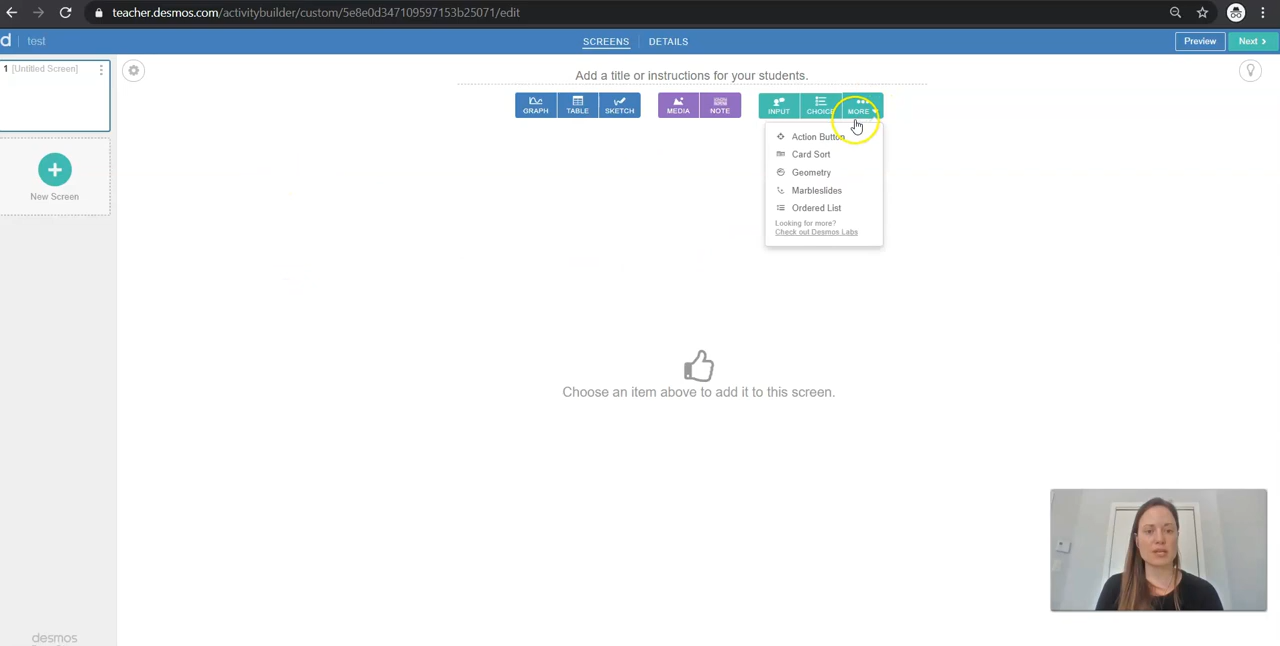 teacher.desmos.com/activitybuilder/custom/5e8e0d347109597153b25071/edit
d test
SCREENS DETAILS
Preview Next >
1 [Untitled Screen]
Add a title or instructions for your students.
GRAPH TABLE SKETCH MEDIA NOTE INPUT CHOICE MORE
Action Button
Card Sort
Geometry
Marbleslides
Ordered List
Looking for more?
Check out Desmos Labs
New Screen
Choose an item above to add it to this screen.
desmos